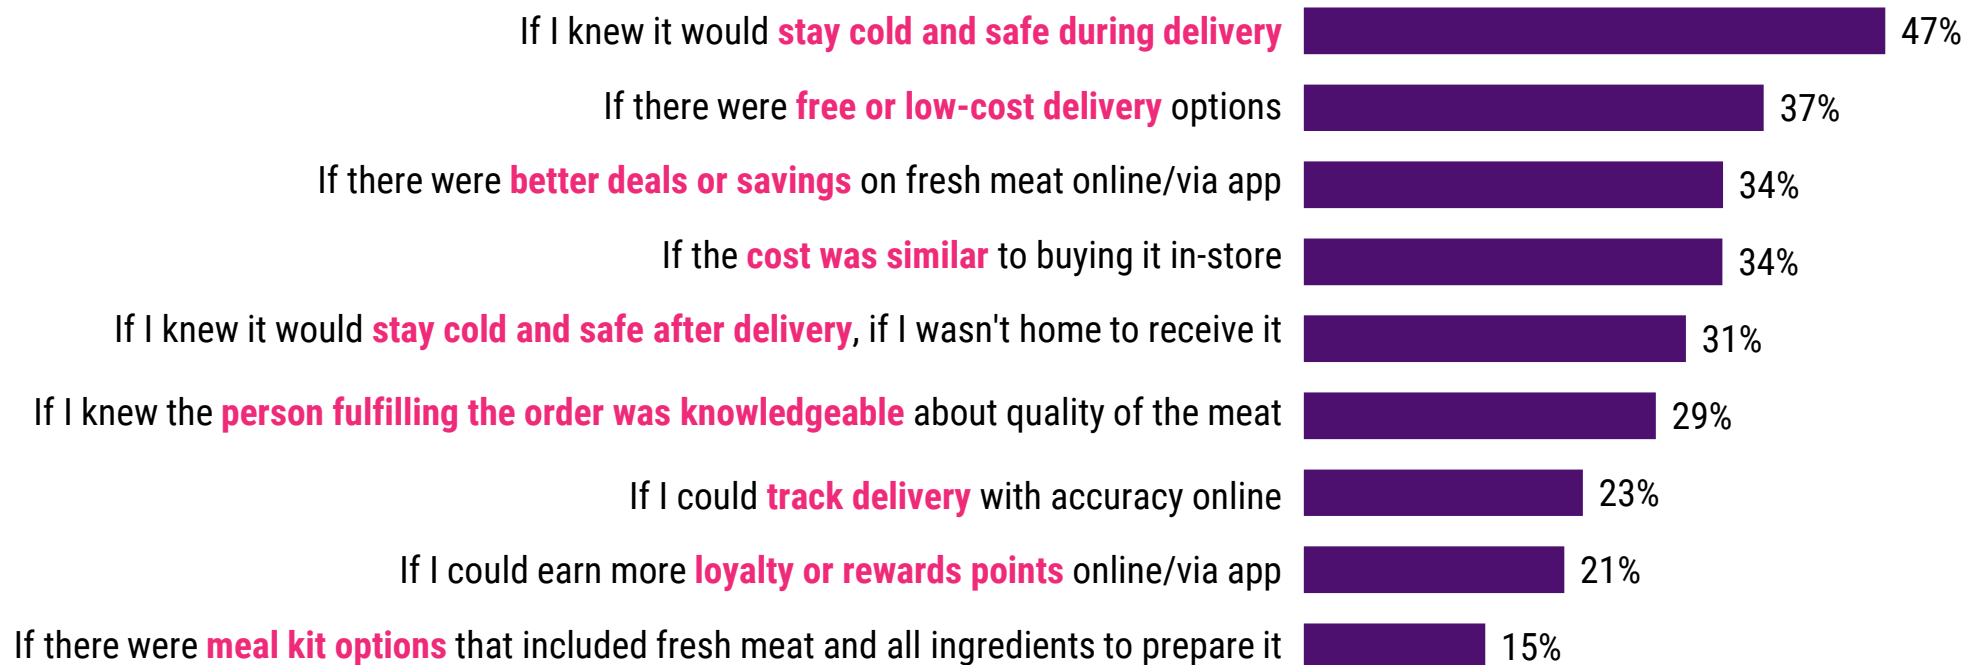 If I knew it would stay cold and safe during delivery 47%
If there were free or low-cost delivery options 37%
If there were better deals or savings on fresh meat online/via app 34%
If the cost was similar to buying it in-store 34%
If I knew it would stay cold and safe after delivery, if I wasn't home to receive it 31%
If I knew the person fulfilling the order was knowledgeable about quality of the meat 29%
If I could track delivery with accuracy online 23%
If I could earn more loyalty or rewards points online/via app 21%
If there were meal kit options that included fresh meat and all ingredients to prepare it 15%